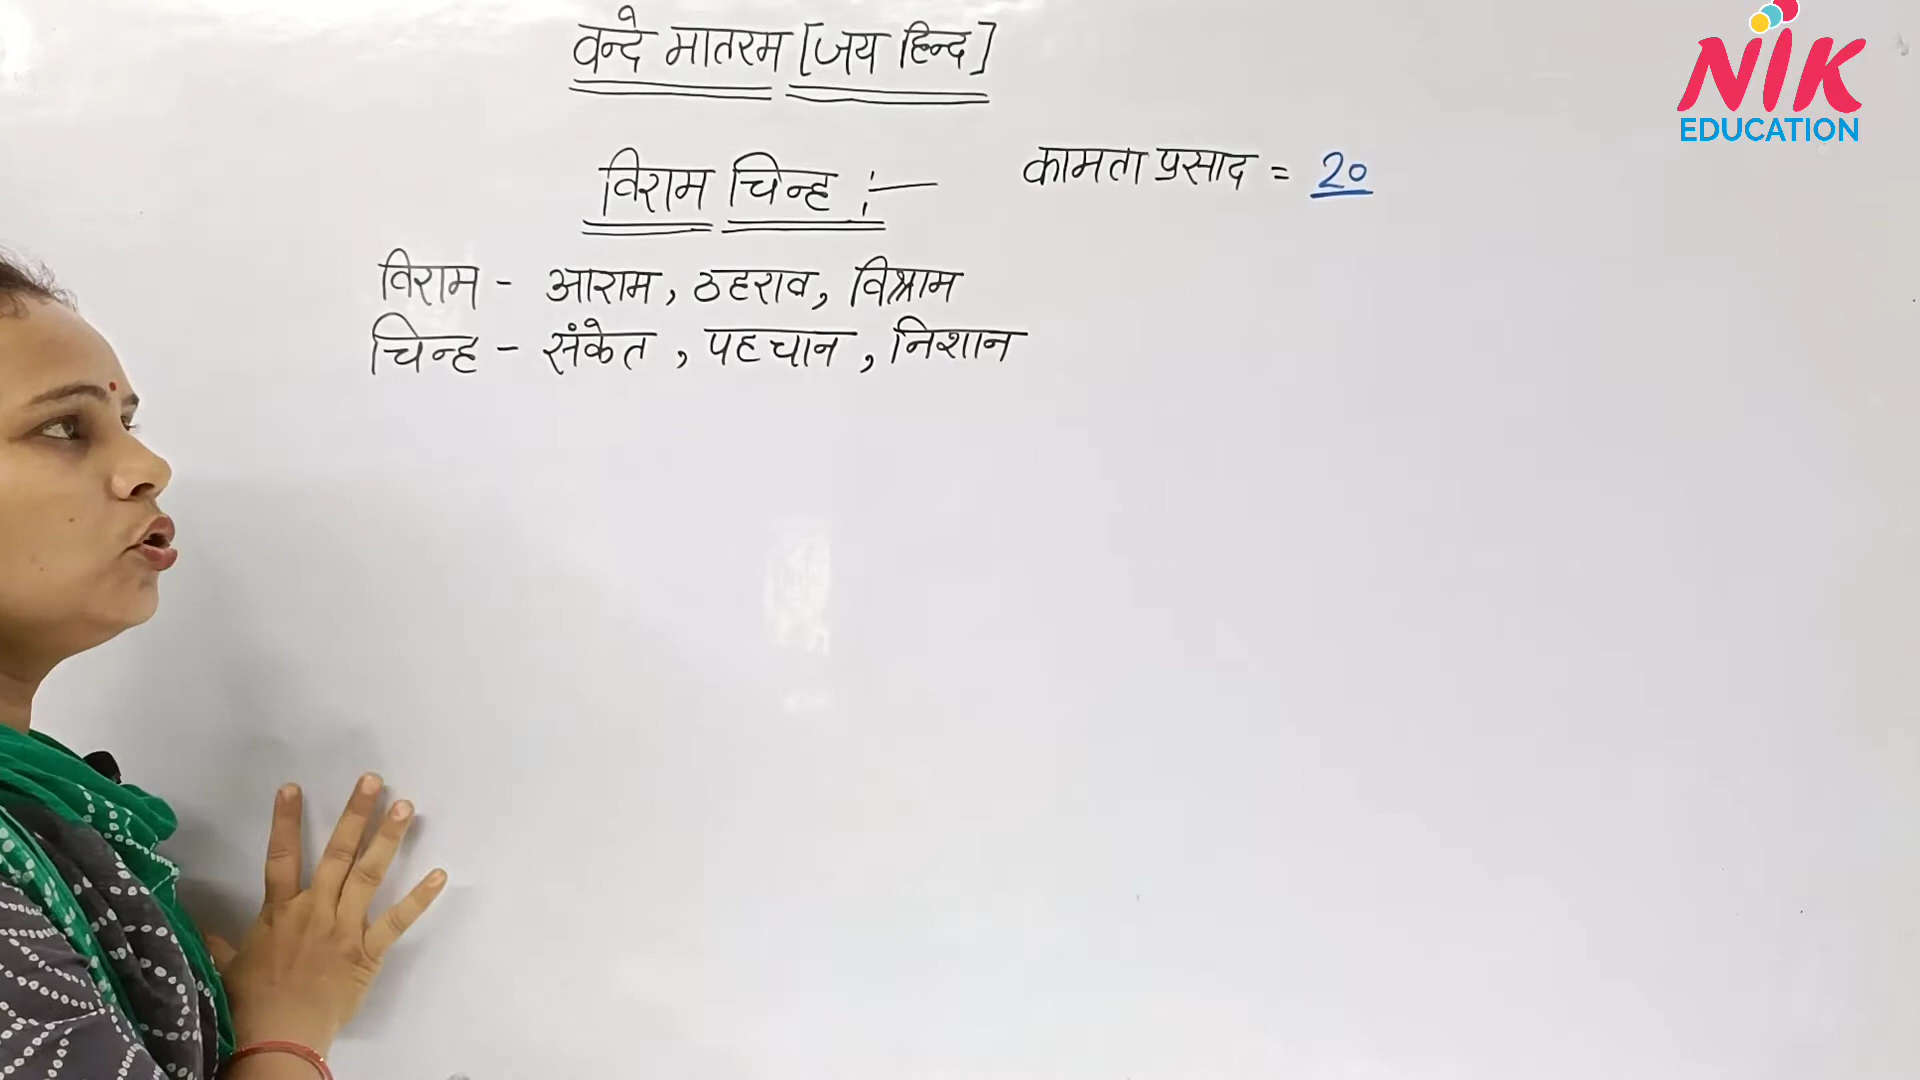 वन्दे मातरम [जय हिन्द]
NIK
EDUCATION
विराम चिन्ह :—
कामता प्रसाद = 20
विराम - आराम, ठहराव, विश्राम
चिन्ह - संकेत, पहचान, निशान